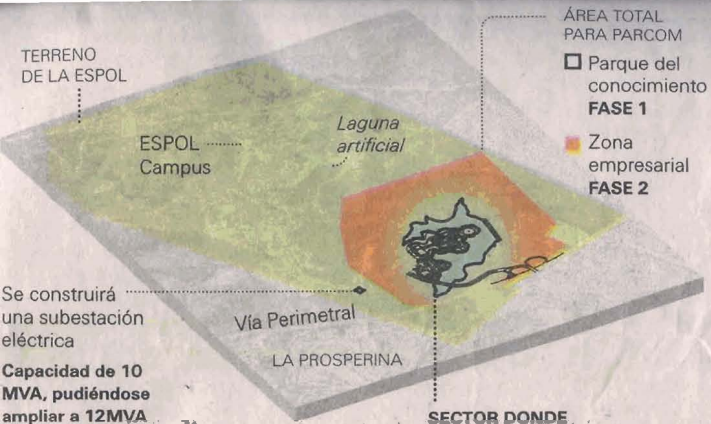 TERRENO
DE LA ESPOL
ESPOL
Campus
Laguna
artificial
ÁREA TOTAL
PARA PARCOM
Parque del
conocimiento
FASE 1
Zona
empresarial
FASE 2
Se construirá
una subestación
eléctrica
Capacidad de 10
MVA, pudiéndose
ampliar a 12MVA
Vía Perimetral
LA PROSPERINA
SECTOR DONDE